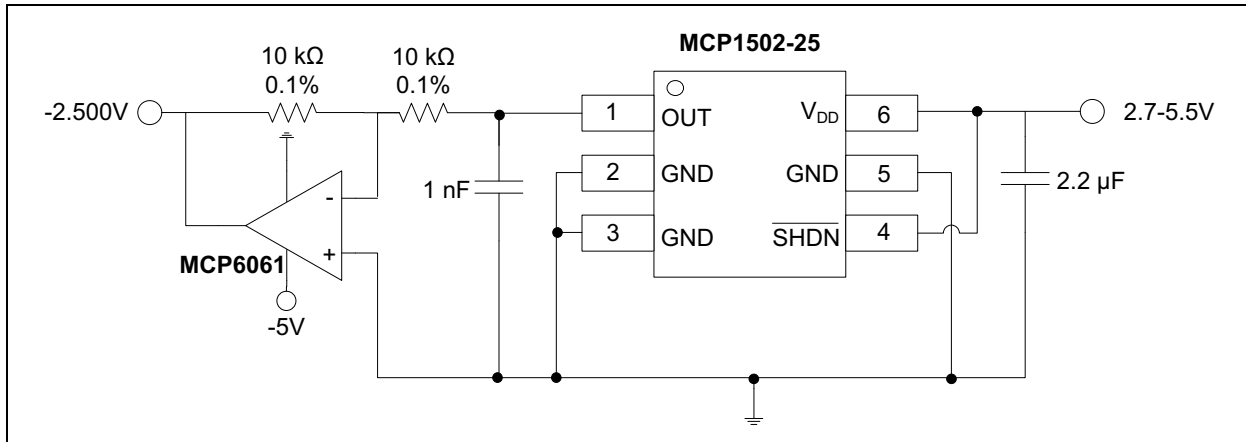 MCP1502-25
10 kΩ
0.1%
10 kΩ
0.1%
-2.500V
1
OUT
VDD
6
2.7-5.5V
2
GND
GND
5
3
GND
SHDN
4
1 nF
2.2 µF
-
+
MCP6061
-5V